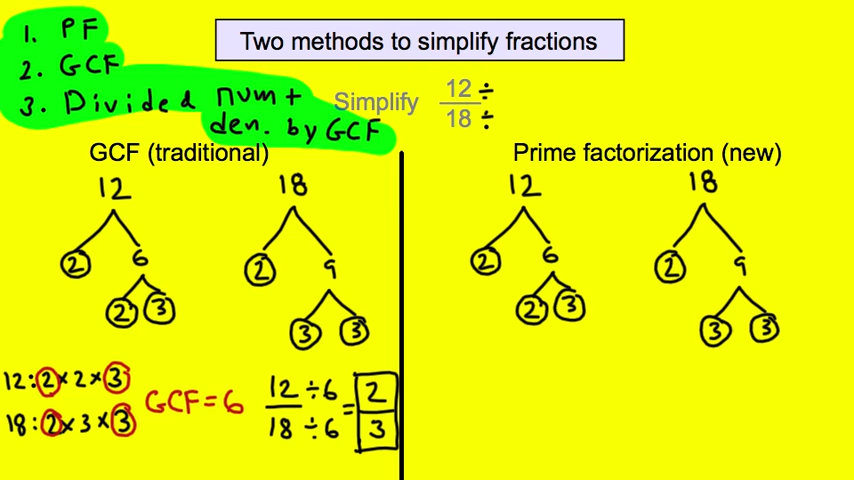 Two methods to simplify fractions
1. PF
2. GCF
3. Divided num +
den. by GCF
Simplify 12 ÷
18 ÷
GCF (traditional)
12 18
2 6 2 9
2 3 3 3
12: 2 x 2 x 3
18: 2 x 3 x 3
GCF = 6
12 ÷ 6 = 2
18 ÷ 6 3
Prime factorization (new)
12 18
2 6 2 9
2 3 3 3